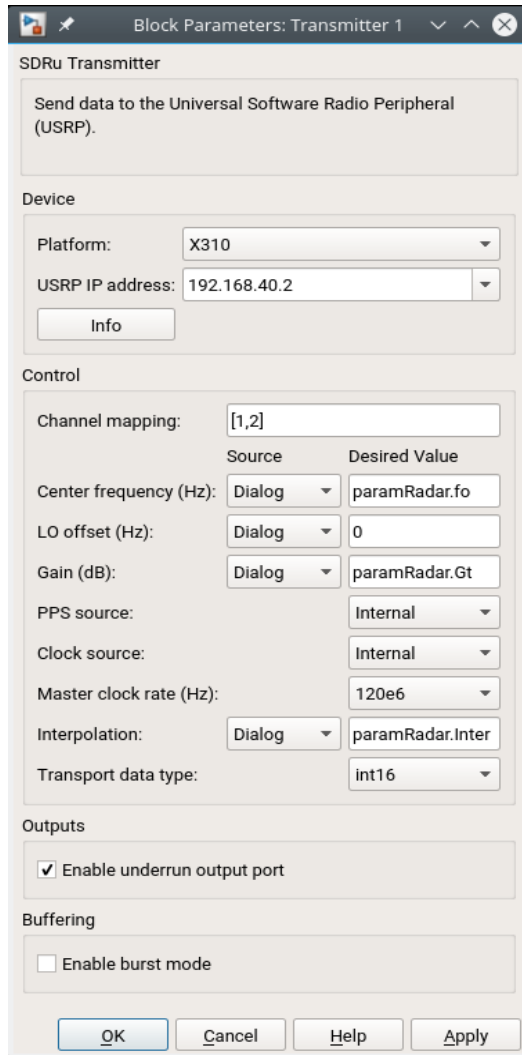 Block Parameters: Transmitter 1
SDRu Transmitter
Send data to the Universal Software Radio Peripheral
(USRP).
Device
Platform: X310
USRP IP address: 192.168.40.2
Info
Control
Channel mapping: [1,2]
Source Desired Value
Center frequency (Hz): Dialog paramRadar.fo
LO offset (Hz): Dialog 0
Gain (dB): Dialog paramRadar.Gt
PPS source: Internal
Clock source: Internal
Master clock rate (Hz): 120e6
Interpolation: Dialog paramRadar.Inter
Transport data type: int16
Outputs
Enable underrun output port
Buffering
Enable burst mode
OK Cancel Help Apply